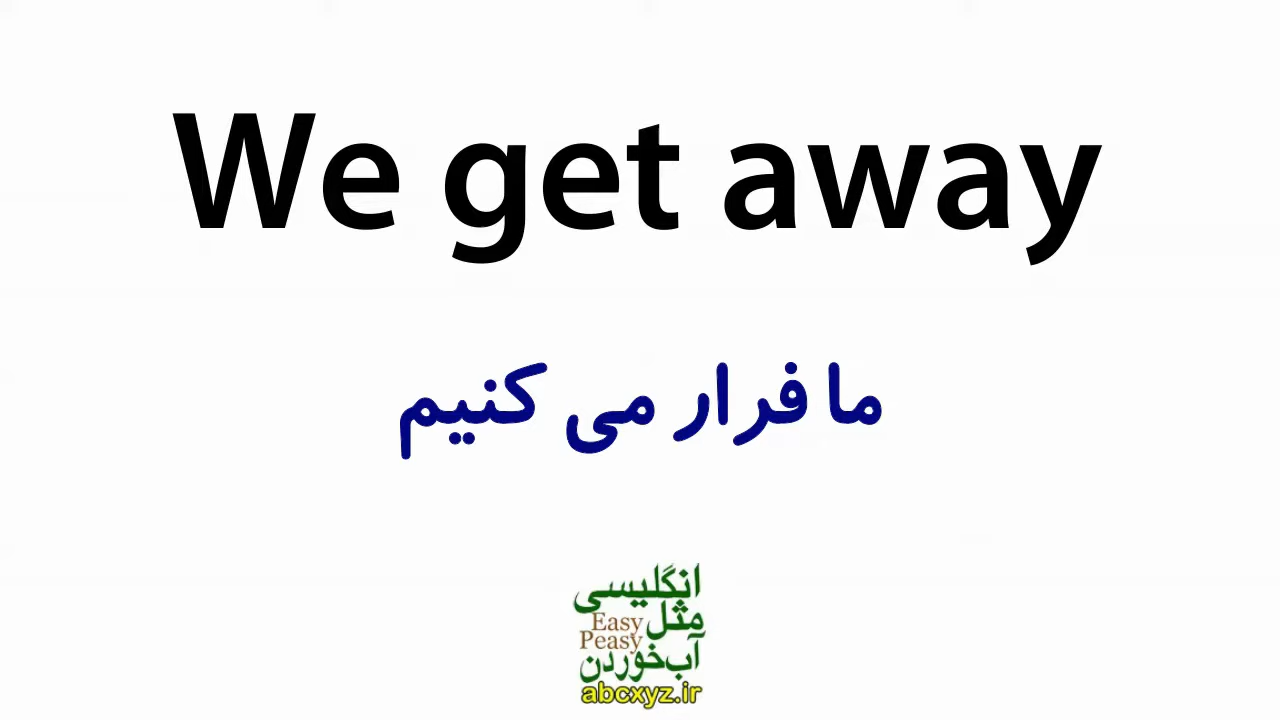 We get away
ما فرار می کنیم
انگلیسی
مثل
Easy
Peasy
آب‌خوردن
abcxyz.ir